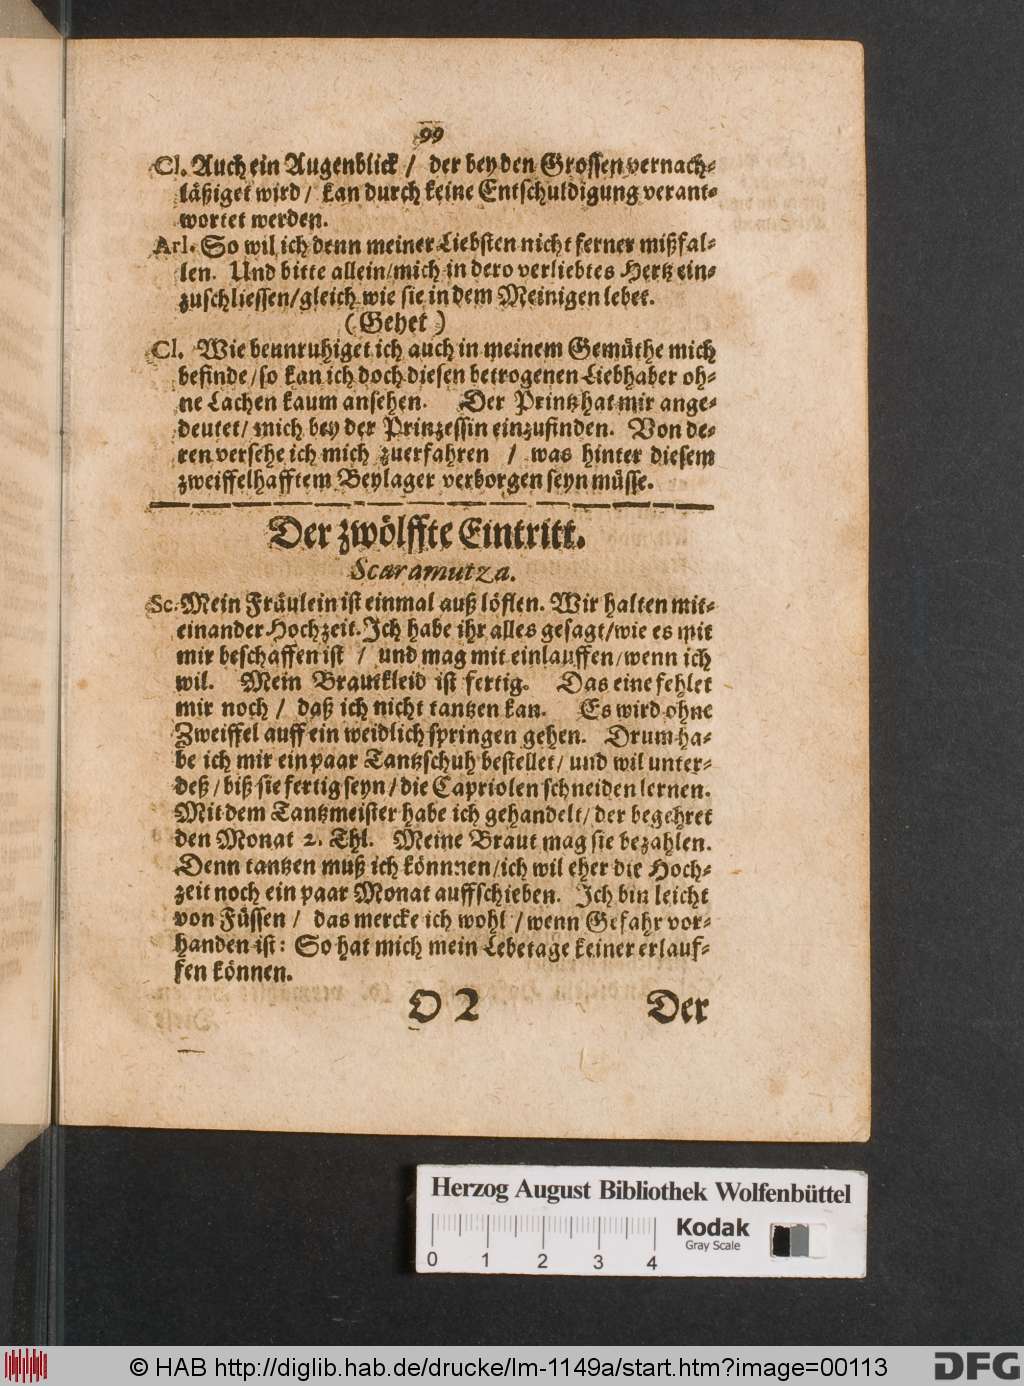 99
Cl. Auch ein Augenblick / der bey den Grossen vernach-
läßiget wird / kan durch keine Entschuldigung verant-
wortet werden.
Arl. So wil ich denn meiner Liebsten nicht ferner mißfal-
len. Und bitte allein / mich in dero verliebtes Hertz ein-
zuschliessen / gleich wie sie in dem Meinigen lebet.
( Gehet )
Cl. Wie beunruhiget ich auch in meinem Gemüthe mich
befinde / so kan ich doch diesen betrogenen Liebhaber oh-
ne Lachen kaum ansehen. Der Printz hat mir ange-
deutet / mich bey der Prinzessin einzufinden. Von de-
ren versehe ich mich zuerfahren / was hinter diesem
zweiffelhafftem Beylager verborgen seyn müsse.
Der zwölffte Eintritt.
Scaramutza.
Sc. Mein Fräulein ist einmal auß löflen. Wir halten mit-
einander Hochzeit. Ich habe ihr alles gesagt / wie es mit
mir beschaffen ist / und mag mit einlauffen / wenn ich
wil. Mein Brautkleid ist fertig. Das eine fehlet
mir noch / daß ich nicht tantzen kan. Es wird ohne
Zweiffel auff ein weidlich springen gehen. Drum ha-
be ich mir ein paar Tantzschuh bestellet / und wil unter-
deß / biß sie fertig seyn / die Capriolen schneiden lernen.
Mit dem Tantzmeister habe ich gehandelt / der begehret
den Monat 2. Thl. Meine Braut mag sie bezahlen.
Denn tantzen muß ich könnnen / ich wil eher die Hoch-
zeit noch ein paar Monat auffschieben. Ich bin leicht
von Füssen / das mercke ich wohl / wenn Gefahr vor-
handen ist: So hat mich mein Lebetage keiner erlauf-
fen können.
O 2 Der
Herzog August Bibliothek Wolfenbüttel
Kodak
Gray Scale
0 1 2 3 4
© HAB http://diglib.hab.de/drucke/lm-1149a/start.htm?image=00113
DFG